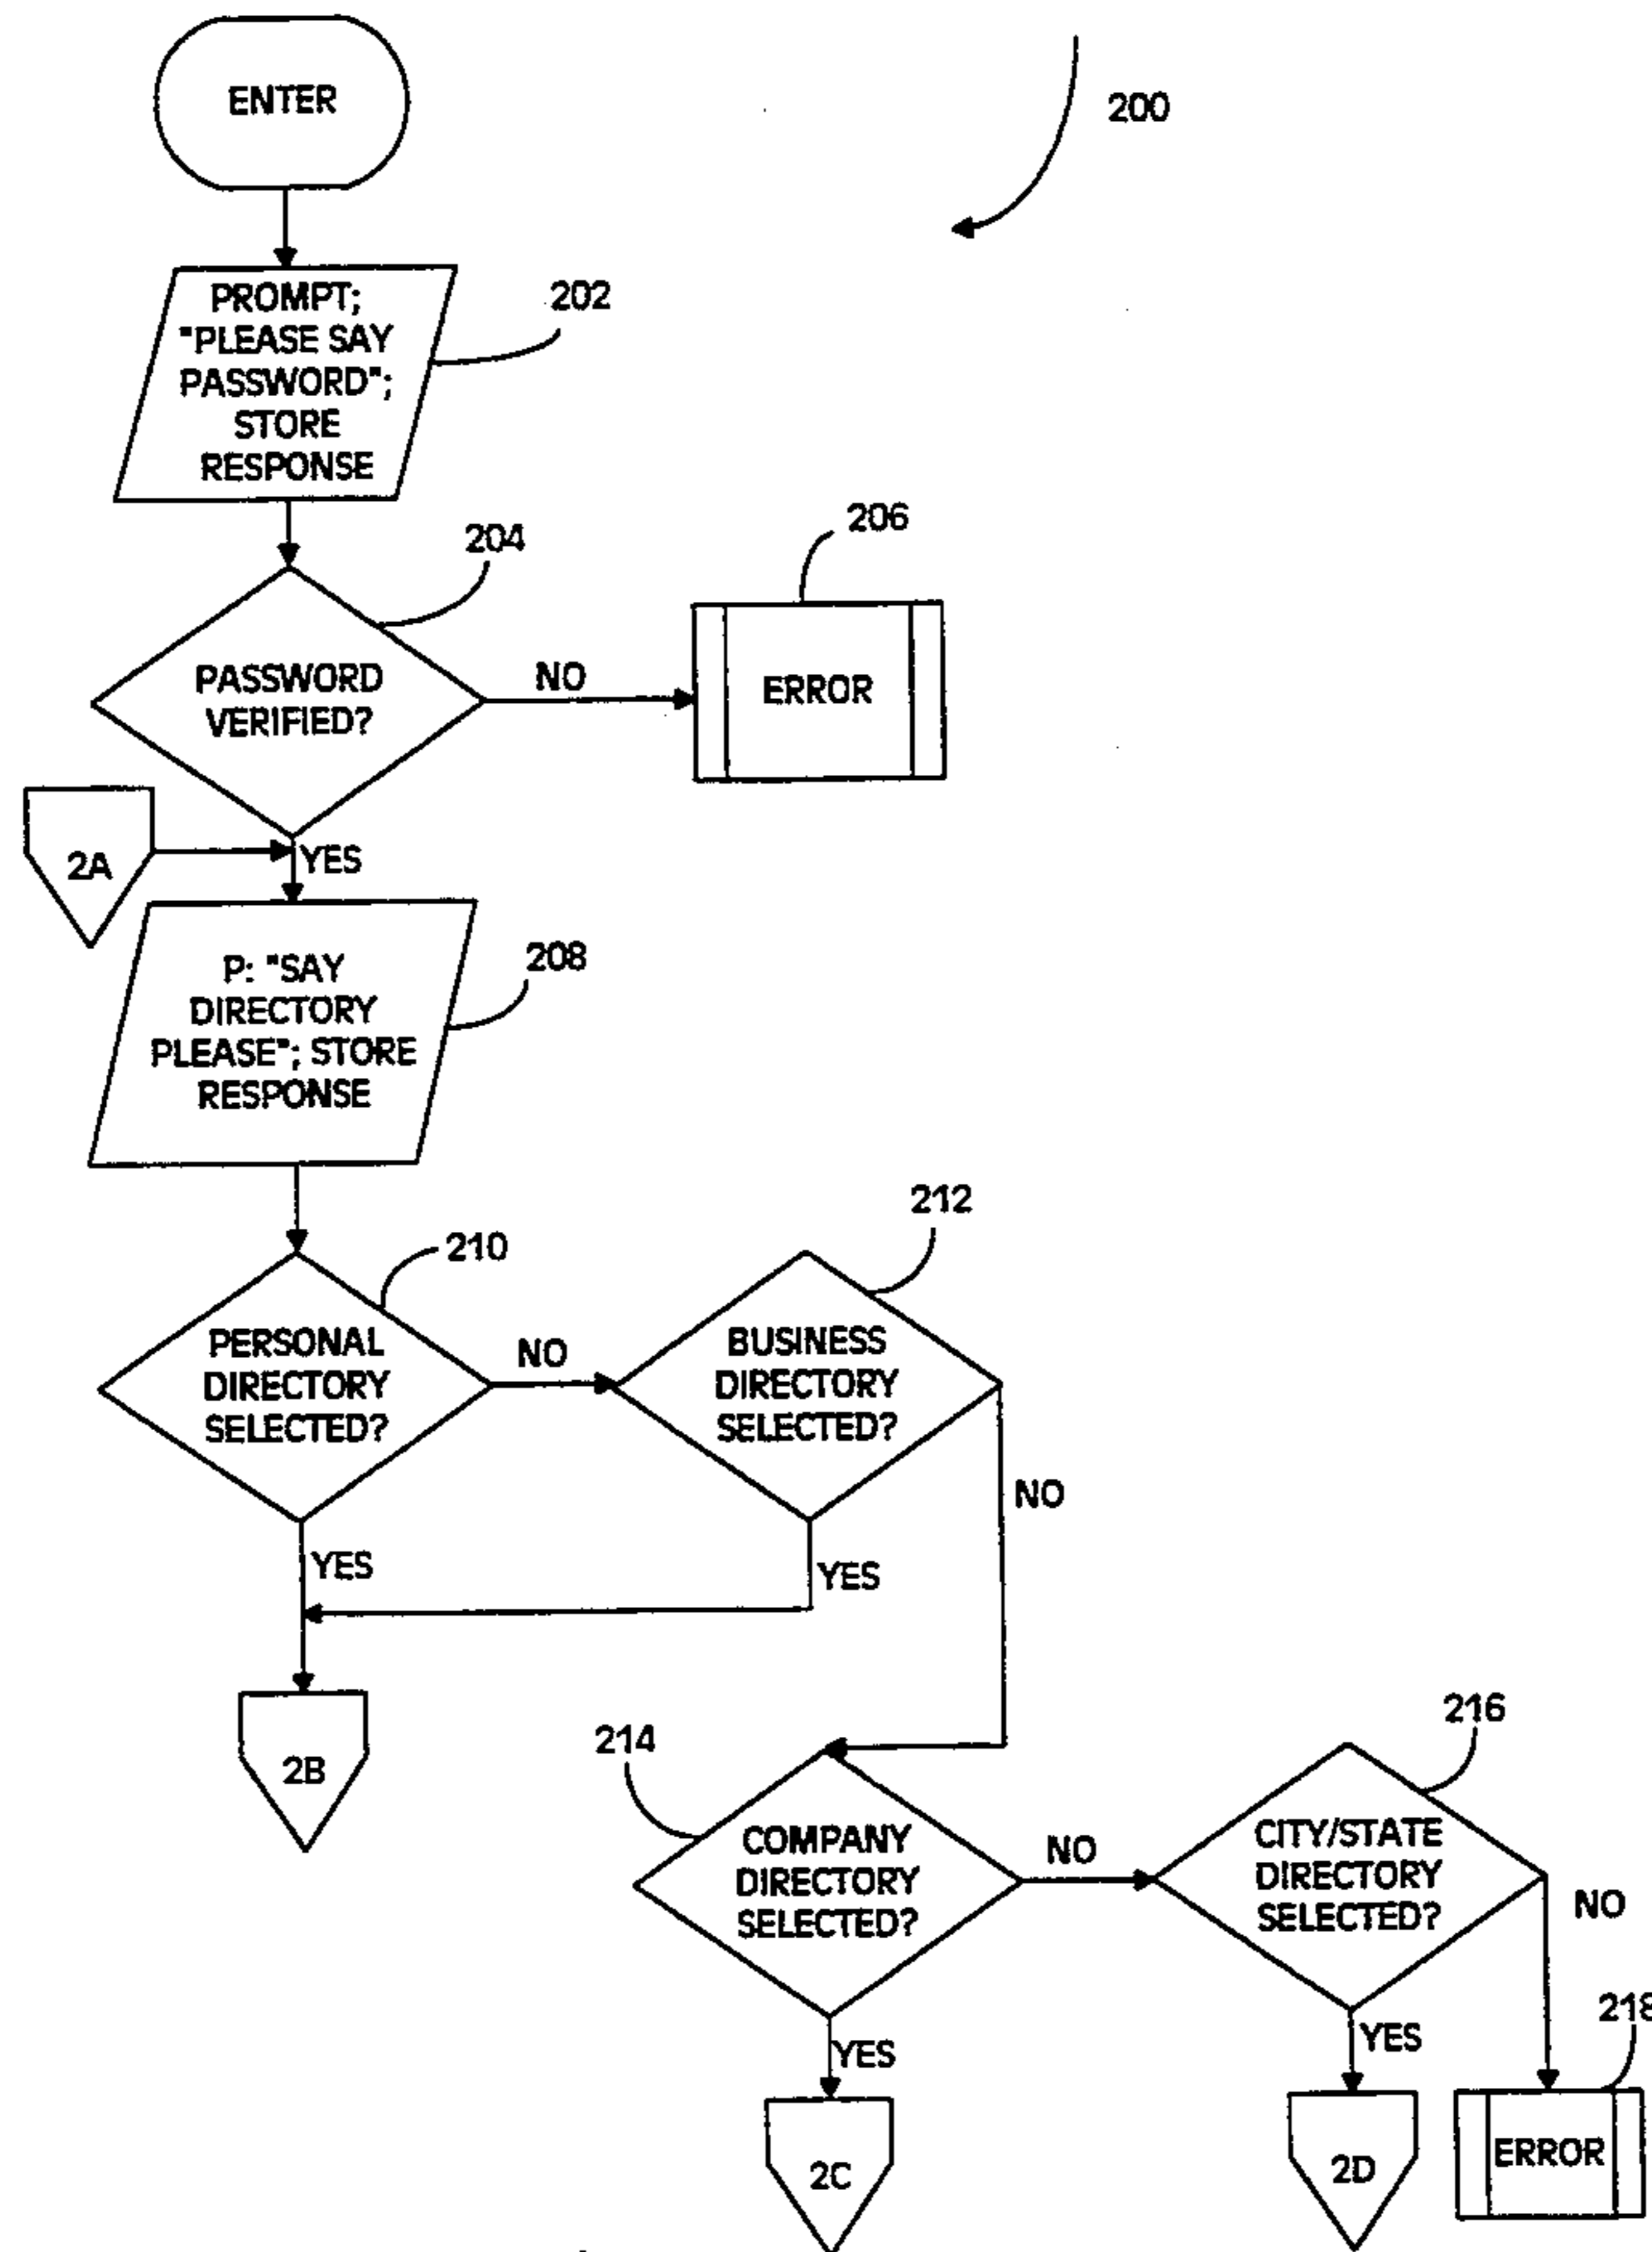 ENTER
200
PROMPT;
"PLEASE SAY
PASSWORD";
STORE
RESPONSE
202
204
PASSWORD
VERIFIED?
NO
206
ERROR
2A
YES
P: "SAY
DIRECTORY
PLEASE"; STORE
RESPONSE
208
210
PERSONAL
DIRECTORY
SELECTED?
NO
212
BUSINESS
DIRECTORY
SELECTED?
NO
YES
YES
2B
214
COMPANY
DIRECTORY
SELECTED?
NO
216
CITY/STATE
DIRECTORY
SELECTED?
NO
YES
2C
YES
2D
218
ERROR